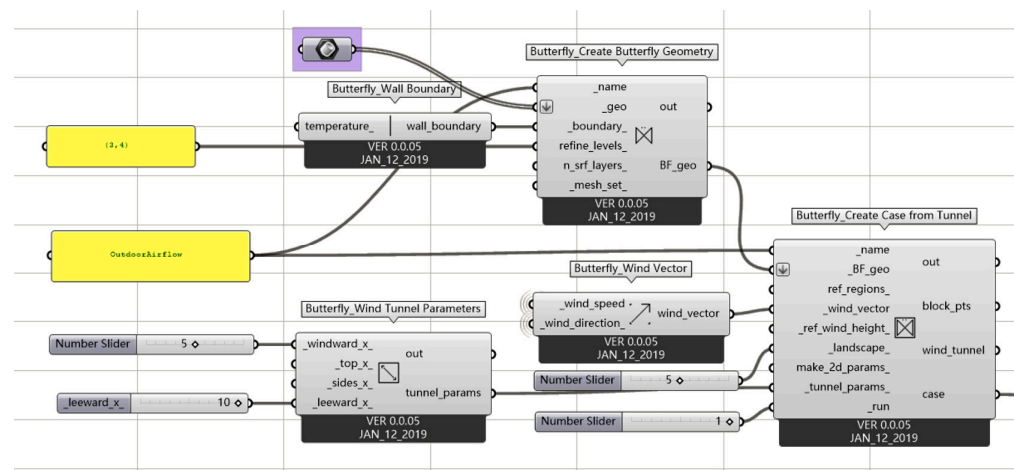 Butterfly_Create Butterfly Geometry
_name
_geo
out
_boundary_
refine_levels_
n_srf_layers_
BF_geo
_mesh_set_
VER 0.0.05
JAN_12_2019
Butterfly_Wall Boundary
temperature_
wall_boundary
VER 0.0.05
JAN_12_2019
(2,4)
OutdoorAirflow
Butterfly_Create Case from Tunnel
_name
out
_BF_geo
ref_regions_
_wind_vector
block_pts
_ref_wind_height_
_landscape_
wind_tunnel
make_2d_params_
_tunnel_params_
case
_run
VER 0.0.05
JAN_12_2019
Butterfly_Wind Vector
_wind_speed
_wind_direction_
wind_vector
VER 0.0.05
JAN_12_2019
Butterfly_Wind Tunnel Parameters
_windward_x_
out
_top_x_
_sides_x_
tunnel_params
_leeward_x_
VER 0.0.05
JAN_12_2019
Number Slider 5
_leeward_x_ 10
Number Slider 5
Number Slider 1